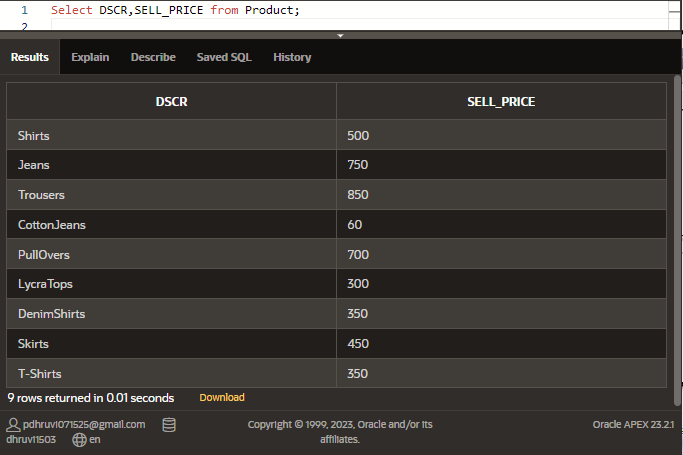 1 Select DSCR,SELL_PRICE from Product;
2
Results Explain Describe Saved SQL History
DSCR SELL_PRICE
Shirts 500
Jeans 750
Trousers 850
CottonJeans 60
PullOvers 700
LycraTops 300
DenimShirts 350
Skirts 450
T-Shirts 350
9 rows returned in 0.01 seconds Download
pdhruvi071525@gmail.com Copyright © 1999, 2023, Oracle and/or its Oracle APEX 23.2.1
dhruvi1503 en affiliates.